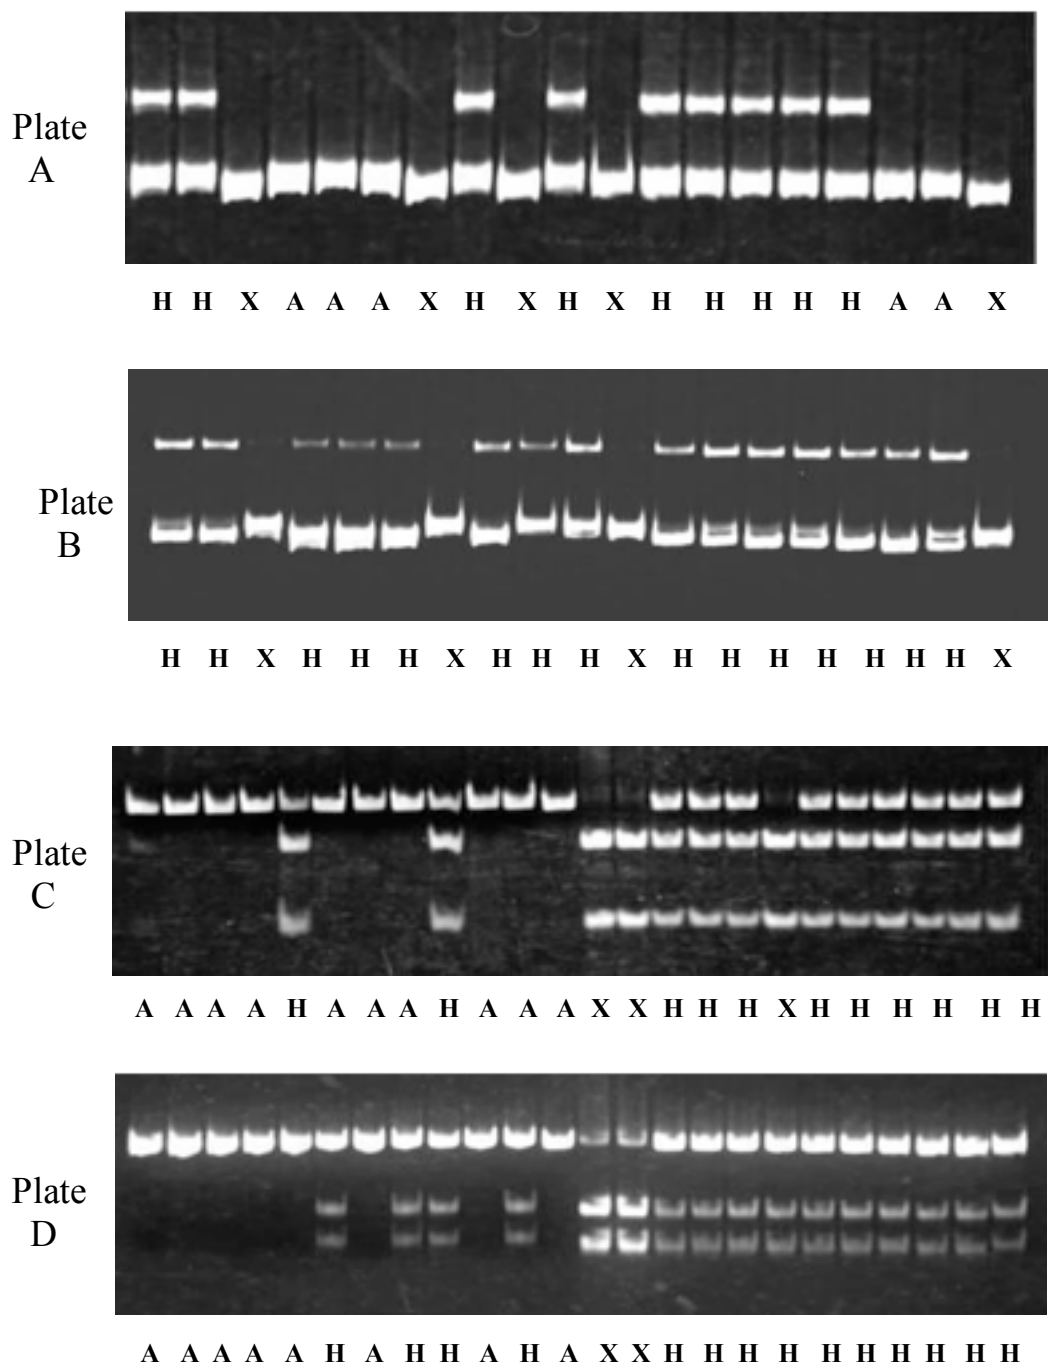 Plate
A
H H X A A A X H X H X H H H H H A A X
Plate
B
H H X H H H X H H H X H H H H H H H X
Plate
C
A A A A H A A A H A A A X X H H H X H H H H H H
Plate
D
A A A A A H A H H A H A X X H H H H H H H H H H